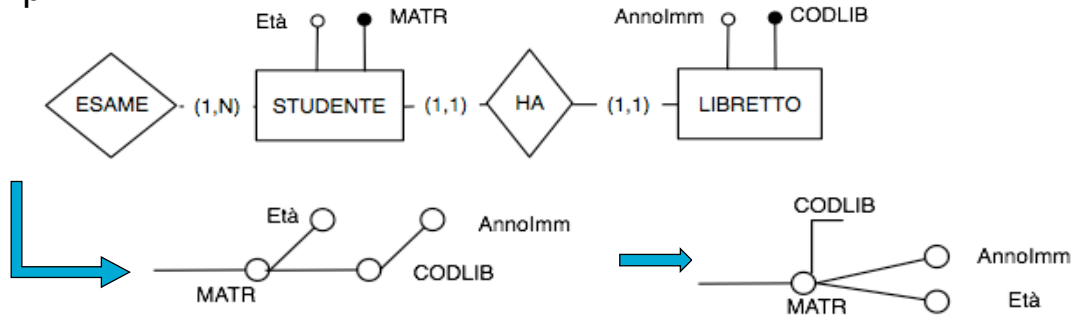 Età MATR AnnoImm CODLIB
ESAME (1,N) STUDENTE (1,1) HA (1,1) LIBRETTO
CODLIB
Età AnnoImm AnnoImm
CODLIB
MATR MATR Età